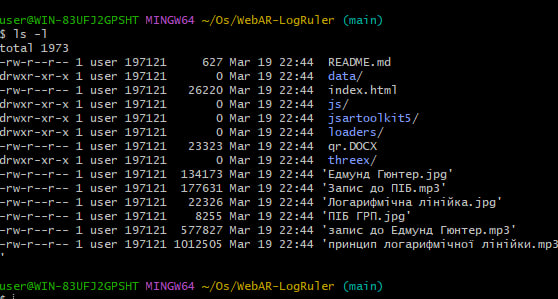 user@WIN-83UFJ2GPSHT MINGW64 ~/Os/WebAR-LogRuler (main)
$ ls -l
total 1973
-rw-r--r-- 1 user 197121 627 Mar 19 22:44 README.md
drwxr-xr-x 1 user 197121 0 Mar 19 22:44 data/
-rw-r--r-- 1 user 197121 26220 Mar 19 22:44 index.html
drwxr-xr-x 1 user 197121 0 Mar 19 22:44 js/
drwxr-xr-x 1 user 197121 0 Mar 19 22:44 jsartoolkit5/
drwxr-xr-x 1 user 197121 0 Mar 19 22:44 loaders/
-rw-r--r-- 1 user 197121 23323 Mar 19 22:44 qr.DOCX
drwxr-xr-x 1 user 197121 0 Mar 19 22:44 threex/
-rw-r--r-- 1 user 197121 134173 Mar 19 22:44 'Едмунд Гюнтер.jpg'
-rw-r--r-- 1 user 197121 177631 Mar 19 22:44 'Запис до ПІБ.mp3'
-rw-r--r-- 1 user 197121 22326 Mar 19 22:44 'Логарифмічна лінійка.jpg'
-rw-r--r-- 1 user 197121 8255 Mar 19 22:44 'ПІБ ГРП.jpg'
-rw-r--r-- 1 user 197121 577827 Mar 19 22:44 'запис до Едмунд Гюнтер.mp3'
-rw-r--r-- 1 user 197121 1012505 Mar 19 22:44 'принцип логарифмічної лінійки.mp3
'
user@WIN-83UFJ2GPSHT MINGW64 ~/Os/WebAR-LogRuler (main)
$